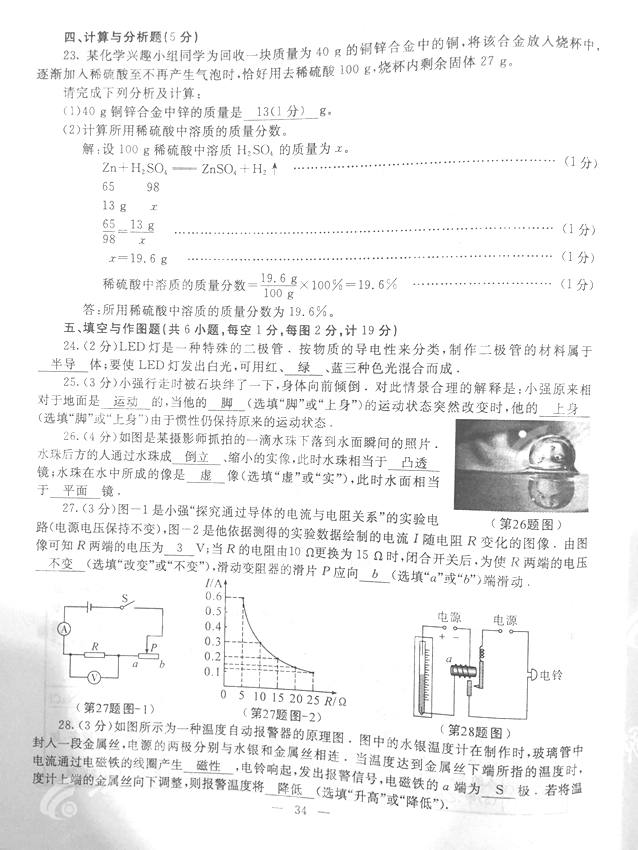 四、计算与分析题(5分)
23. 某化学兴趣小组同学为回收一块质量为40 g的铜锌合金中的铜,将该合金放入烧杯中,
逐渐加入稀硫酸至不再产生气泡时,恰好用去稀硫酸100 g,烧杯内剩余固体27 g。
请完成下列分析及计算:
(1)40 g铜锌合金中锌的质量是 13(1分) g。
(2)计算所用稀硫酸中溶质的质量分数。
解:设100 g稀硫酸中溶质H₂SO₄的质量为x。
Zn+H₂SO₄══ZnSO₄+H₂↑ ………………………(1分)
65 98
13 g x
65/98=13 g/x ………………………(1分)
x=19.6 g ………………………(1分)
稀硫酸中溶质的质量分数=19.6 g/100 g×100%=19.6% ………………………(1分)
答:所用稀硫酸中溶质的质量分数为19.6%。
五、填空与作图题(共6小题,每空1分,每图2分,计19分)
24.(2分)LED灯是一种特殊的二极管.按物质的导电性来分类,制作二极管的材料属于
半导 体;要使LED灯发出白光,可用红、 绿 、蓝三种色光混合而成.
25.(3分)小强行走时被石块绊了一下,身体向前倾倒.对此情景合理的解释是:小强原来相
对于地面是 运动 的,当他的 脚 (选填“脚”或“上身”)的运动状态突然改变时,他的 上身
(选填“脚”或“上身”)由于惯性仍保持原来的运动状态.
26.(4分)如图是某摄影师抓拍的一滴水珠下落到水面瞬间的照片.
水珠后方的人通过水珠成 倒立 、缩小的实像,此时水珠相当于 凸透
镜;水珠在水中所成的像是 虚 像(选填“虚”或“实”),此时水面相当
于 平面 镜.
(第26题图)
27.(3分)图-1是小强“探究通过导体的电流与电阻关系”的实验电
路(电源电压保持不变),图-2是他依据测得的实验数据绘制的电流I随电阻R变化的图像.由图
像可知R两端的电压为 3 V;当R的电阻由10 Ω更换为15 Ω时,闭合开关后,为使R两端的电压
不变 (选填“改变”或“不变”),滑动变阻器的滑片P应向 b (选填“a”或“b”)端滑动.
S
A
R
P
a b
V
(第27题图-1)
I/A
0.6
0.5
0.4
0.3
0.2
0.1
0 5 10 15 20 25 R/Ω
(第27题图-2)
电源 电源
+ −
a
电铃
(第28题图)
28.(3分)如图所示为一种温度自动报警器的原理图.图中的水银温度计在制作时,玻璃管中
封入一段金属丝,电源的两极分别与水银和金属丝相连.当温度达到金属丝下端所指的温度时,
电流通过电磁铁的线圈产生 磁性 ,电铃响起,发出报警信号,电磁铁的a端为 S 极.若将温
度计上端的金属丝向下调整,则报警温度将 降低 (选填“升高”或“降低”).
— 34 —